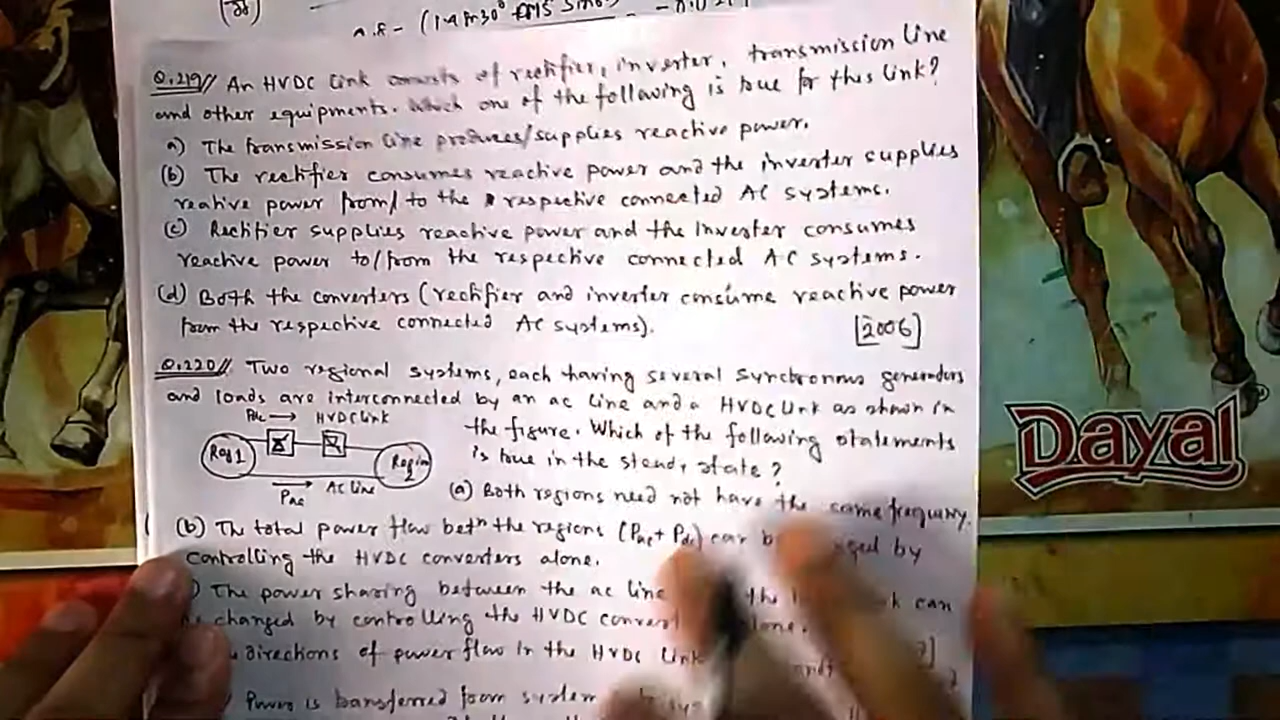 Q.219// An HVDC link consists of rectifier, inverter, transmission line
and other equipments. Which one of the following is true for this link?
a) The transmission line produces/supplies reactive power.
(b) The rectifier consumes reactive power and the inverter supplies
reative power from/ to the respective connected AC systems.
(c) Rectifier supplies reactive power and the inverter consumes
reactive power to/from the respective connected AC systems.
(d) Both the converters (rectifier and inverter consume reactive power
from the respective connected AC systems).
[2006]
Q.220// Two regional systems, each having several synchronous generators
and loads are interconnected by an ac line and a HVDC link as shown in
the figure. Which of the following statements
is true in the steady state?
Pdc → HVDC Link
Reg 1
Region 2
PAC AC Line
(a) Both regions need not have the same frequency.
(b) The total power flow betn the regions (Pac + Pdc) can by
controlling the HVDC converters alone.
) The power sharing between the ac line the can
changed by controlling the HVDC
directions of power flow in the HVDC link
Power is transferred from system
Dayal